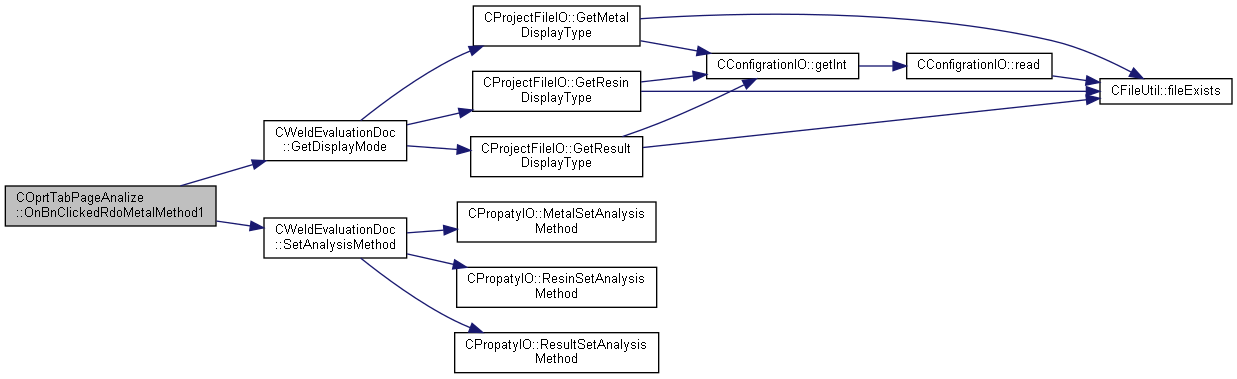 COprtTabPageAnalize
::OnBnClickedRdoMetalMethod1
CWeldEvaluationDoc
::GetDisplayMode
CProjectFileIO::GetMetal
DisplayType
CProjectFileIO::GetResin
DisplayType
CProjectFileIO::GetResult
DisplayType
CConfigrationIO::getInt
CConfigrationIO::read
CFileUtil::fileExists
CWeldEvaluationDoc
::SetAnalysisMethod
CPropatyIO::MetalSetAnalysis
Method
CPropatyIO::ResinSetAnalysis
Method
CPropatyIO::ResultSetAnalysis
Method